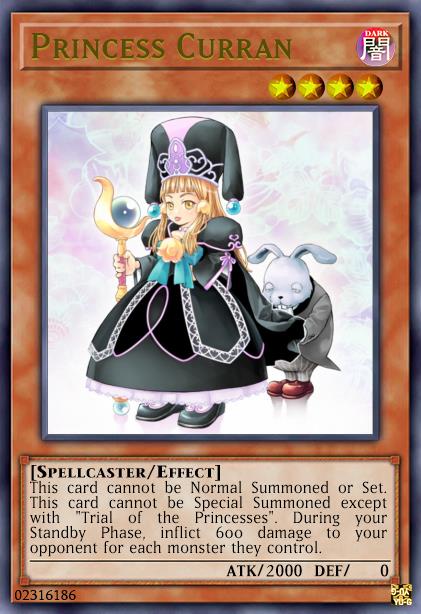 PRINCESS CURRAN
DARK
闇
[SPELLCASTER/EFFECT]
This card cannot be Normal Summoned or Set.
This card cannot be Special Summoned except
with "Trial of the Princesses". During your
Standby Phase, inflict 600 damage to your
opponent for each monster they control.
ATK/2000 DEF/ 0
02316186